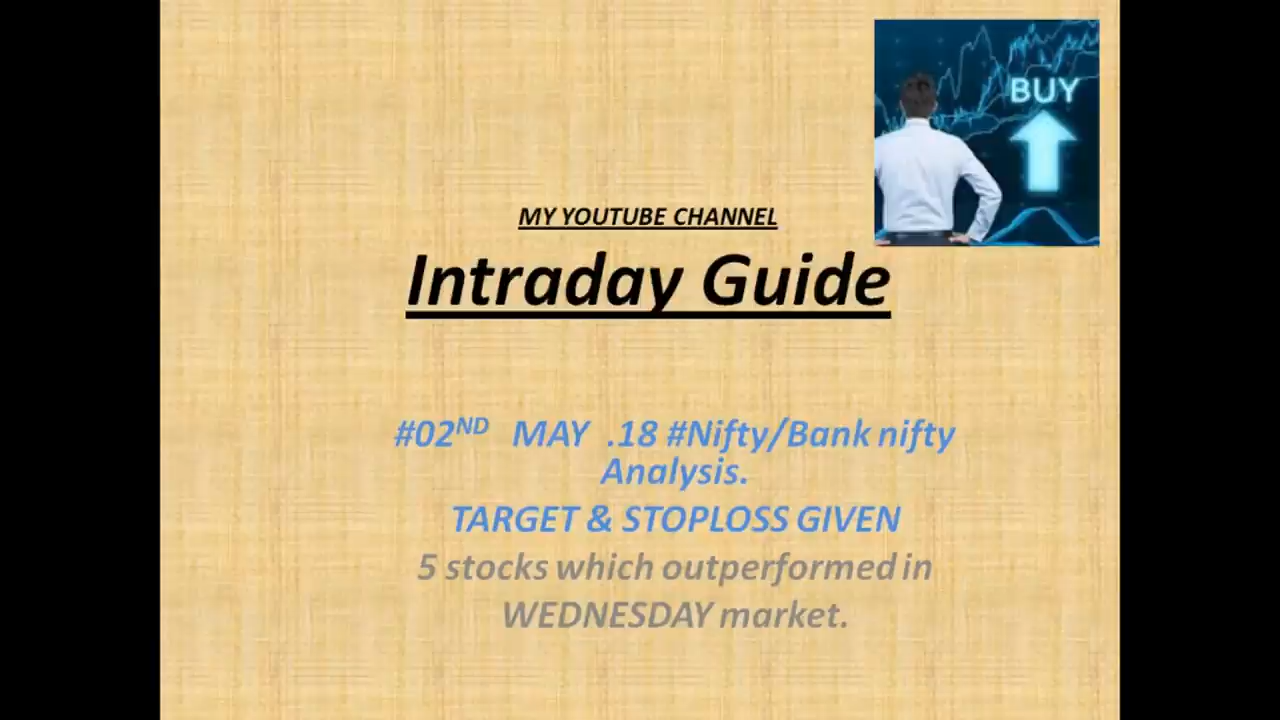 BUY
MY YOUTUBE CHANNEL
Intraday Guide
#02ND MAY .18 #Nifty/Bank nifty
Analysis.
TARGET & STOPLOSS GIVEN
5 stocks which outperformed in
WEDNESDAY market.